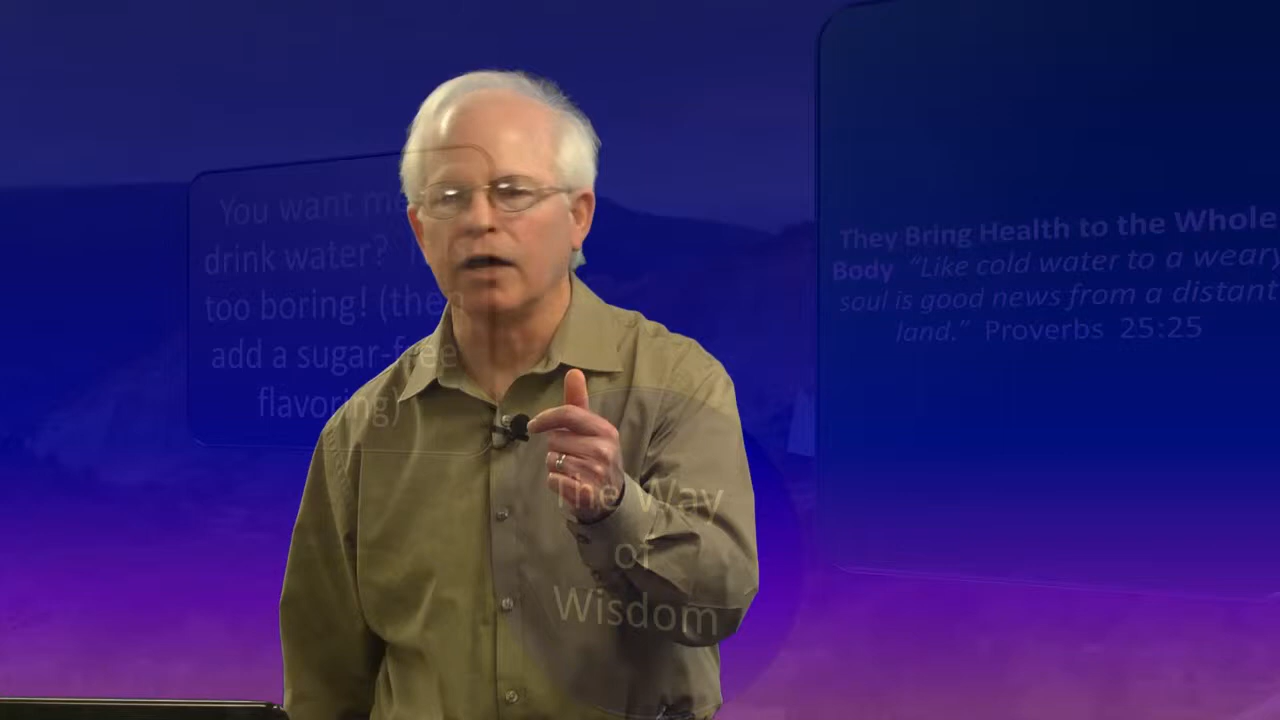 You want me
drink water?
too boring! (then
add a sugar-free
flavoring)
They Bring Health to the Whole
Body "Like cold water to a weary
soul is good news from a distant
land." Proverbs 25:25
The Way
of
Wisdom